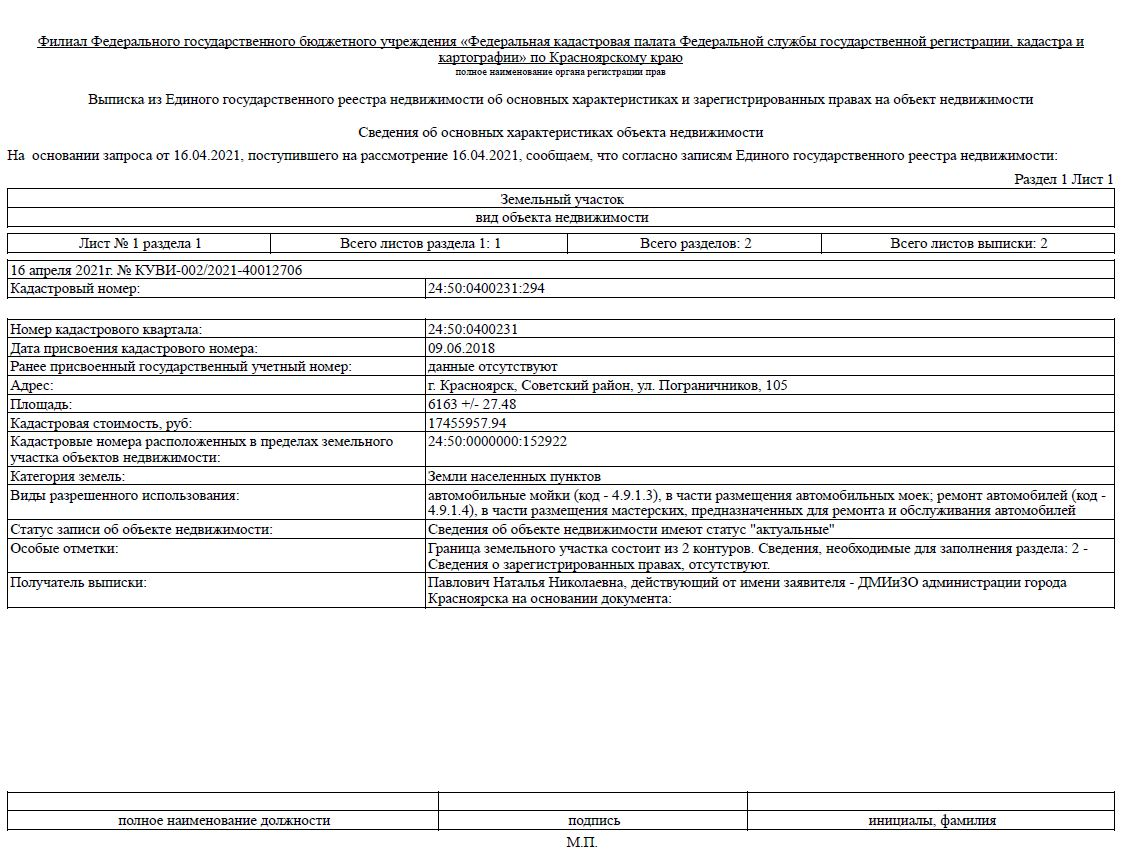 Филиал Федерального государственного бюджетного учреждения «Федеральная кадастровая палата Федеральной службы государственной регистрации, кадастра и
картографии» по Красноярскому краю
полное наименование органа регистрации прав
Выписка из Единого государственного реестра недвижимости об основных характеристиках и зарегистрированных правах на объект недвижимости
Сведения об основных характеристиках объекта недвижимости
На основании запроса от 16.04.2021, поступившего на рассмотрение 16.04.2021, сообщаем, что согласно записям Единого государственного реестра недвижимости:
Раздел 1 Лист 1
Земельный участок
вид объекта недвижимости
Лист № 1 раздела 1 Всего листов раздела 1: 1 Всего разделов: 2 Всего листов выписки: 2
16 апреля 2021г. № КУВИ-002/2021-40012706
Кадастровый номер: 24:50:0400231:294
Номер кадастрового квартала: 24:50:0400231
Дата присвоения кадастрового номера: 09.06.2018
Ранее присвоенный государственный учетный номер: данные отсутствуют
Адрес: г. Красноярск, Советский район, ул. Пограничников, 105
Площадь: 6163 +/- 27.48
Кадастровая стоимость, руб: 17455957.94
Кадастровые номера расположенных в пределах земельного 24:50:0000000:152922
участка объектов недвижимости:
Категория земель: Земли населенных пунктов
Виды разрешенного использования: автомобильные мойки (код - 4.9.1.3), в части размещения автомобильных моек; ремонт автомобилей (код -
4.9.1.4), в части размещения мастерских, предназначенных для ремонта и обслуживания автомобилей
Статус записи об объекте недвижимости: Сведения об объекте недвижимости имеют статус "актуальные"
Особые отметки: Граница земельного участка состоит из 2 контуров. Сведения, необходимые для заполнения раздела: 2 -
Сведения о зарегистрированных правах, отсутствуют.
Получатель выписки: Павлович Наталья Николаевна, действующий от имени заявителя - ДМИиЗО администрации города
Красноярска на основании документа:
полное наименование должности подпись инициалы, фамилия
М.П.